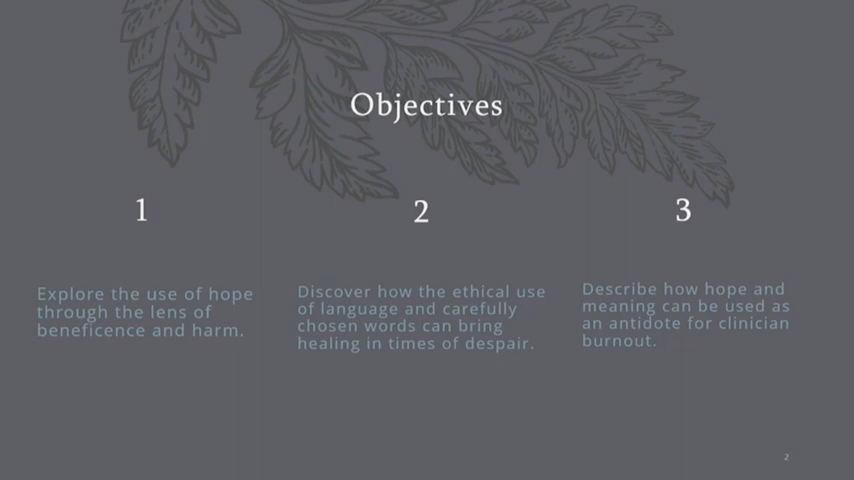 Objectives
1
Explore the use of hope
through the lens of
beneficence and harm.
2
Discover how the ethical use
of language and carefully
chosen words can bring
healing in times of despair.
3
Describe how hope and
meaning can be used as
an antidote for clinician
burnout.
2